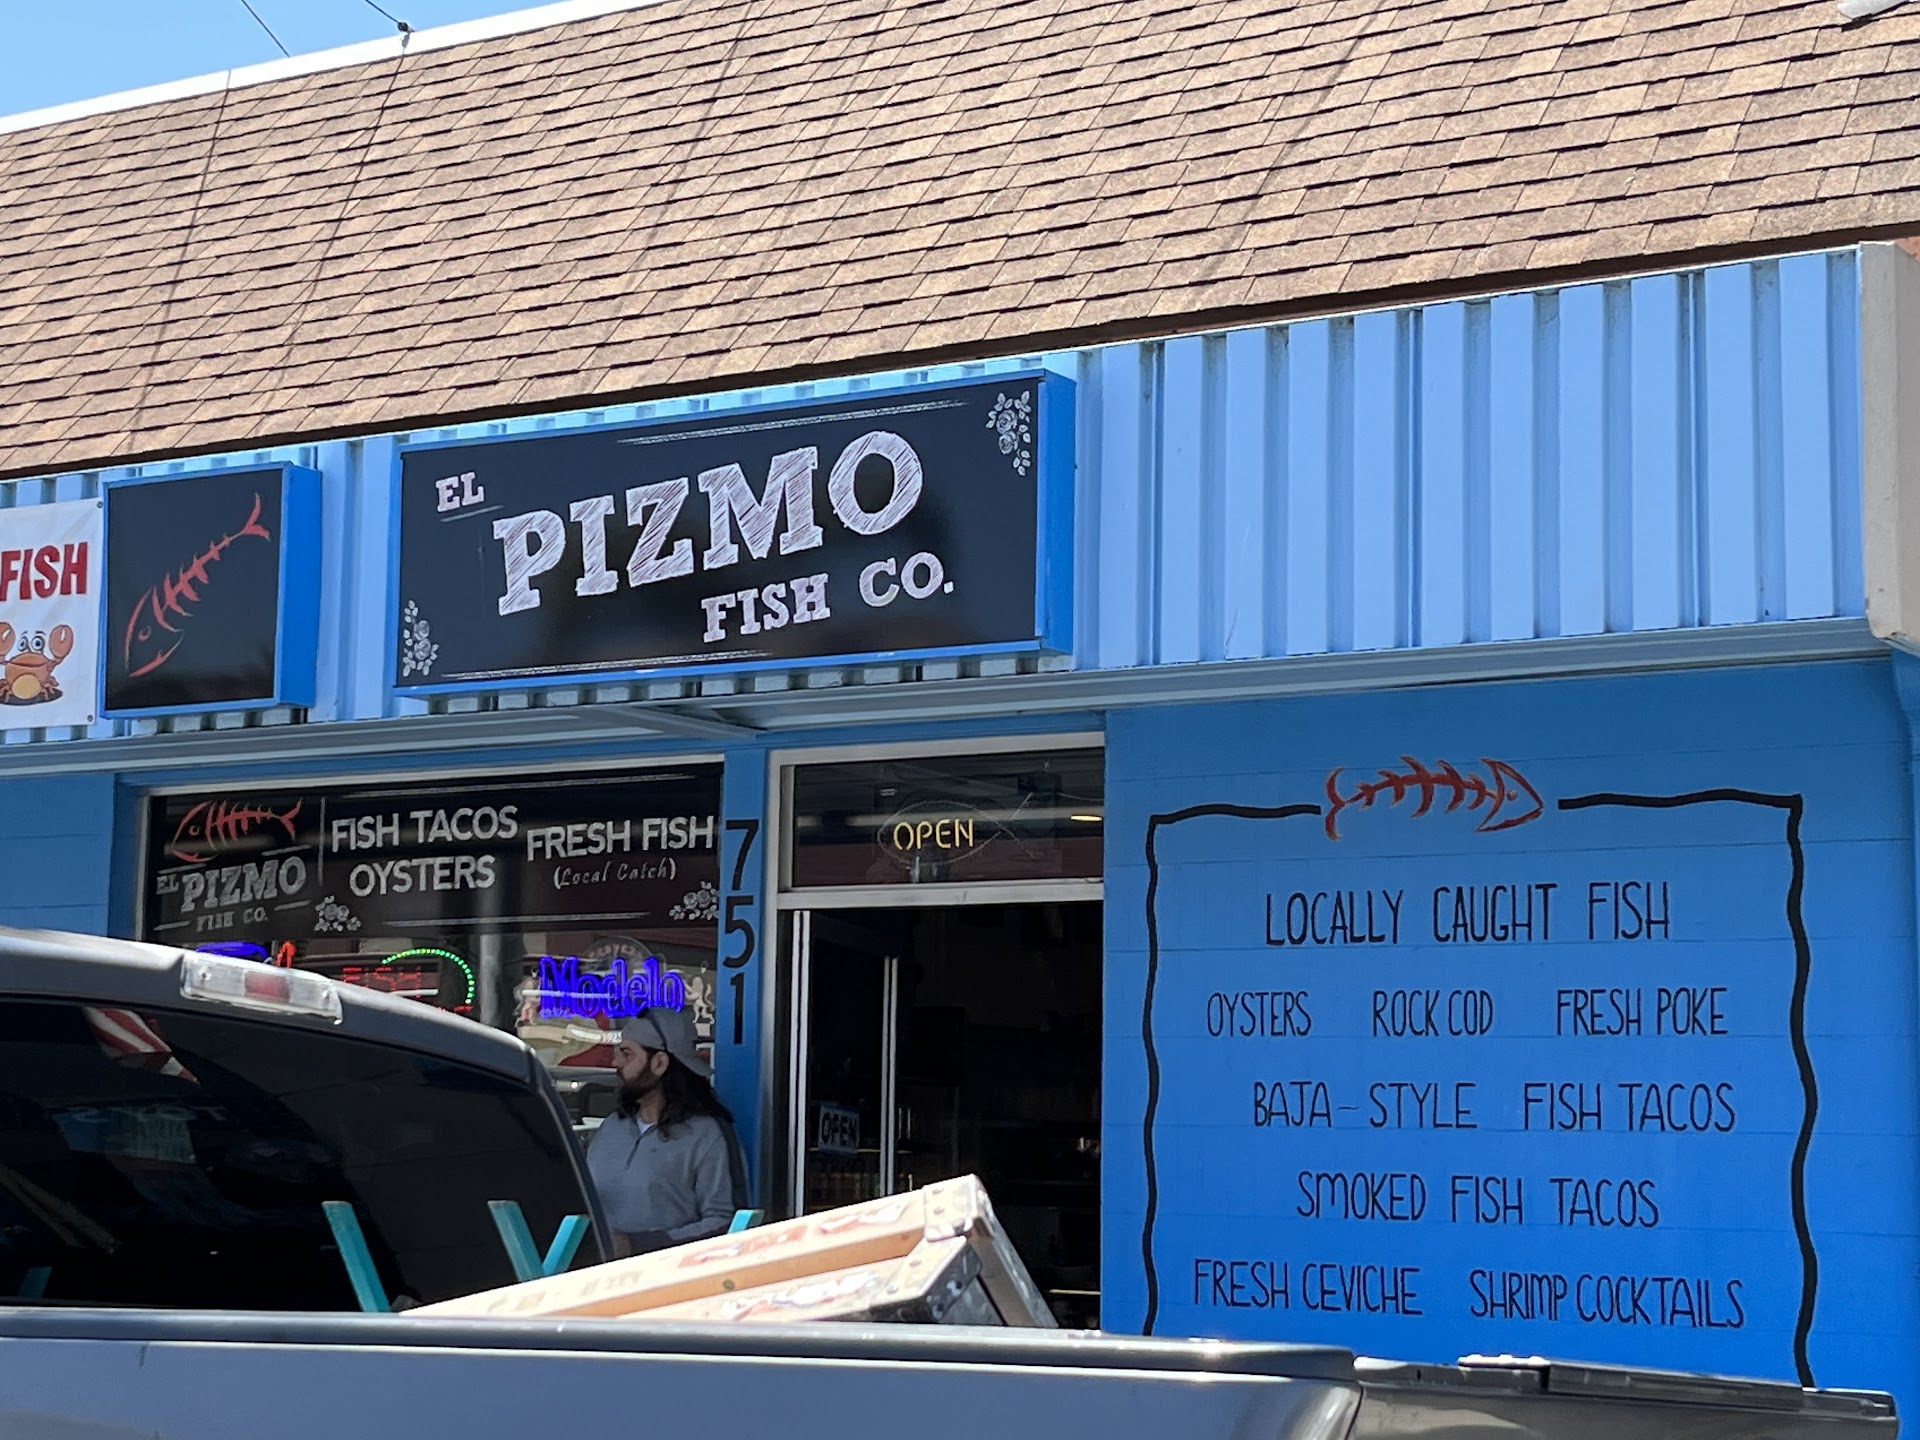 FISH
EL
PIZMO
FISH CO.
EL
PIZMO
FISH CO.
FISH TACOS
OYSTERS
FRESH FISH
(Local Catch)
751
OPEN
FISH
Modelo
1925
OPEN
LOCALLY CAUGHT FISH
OYSTERS ROCK COD FRESH POKE
BAJA-STYLE FISH TACOS
SMOKED FISH TACOS
FRESH CEVICHE SHRIMP COCKTAILS